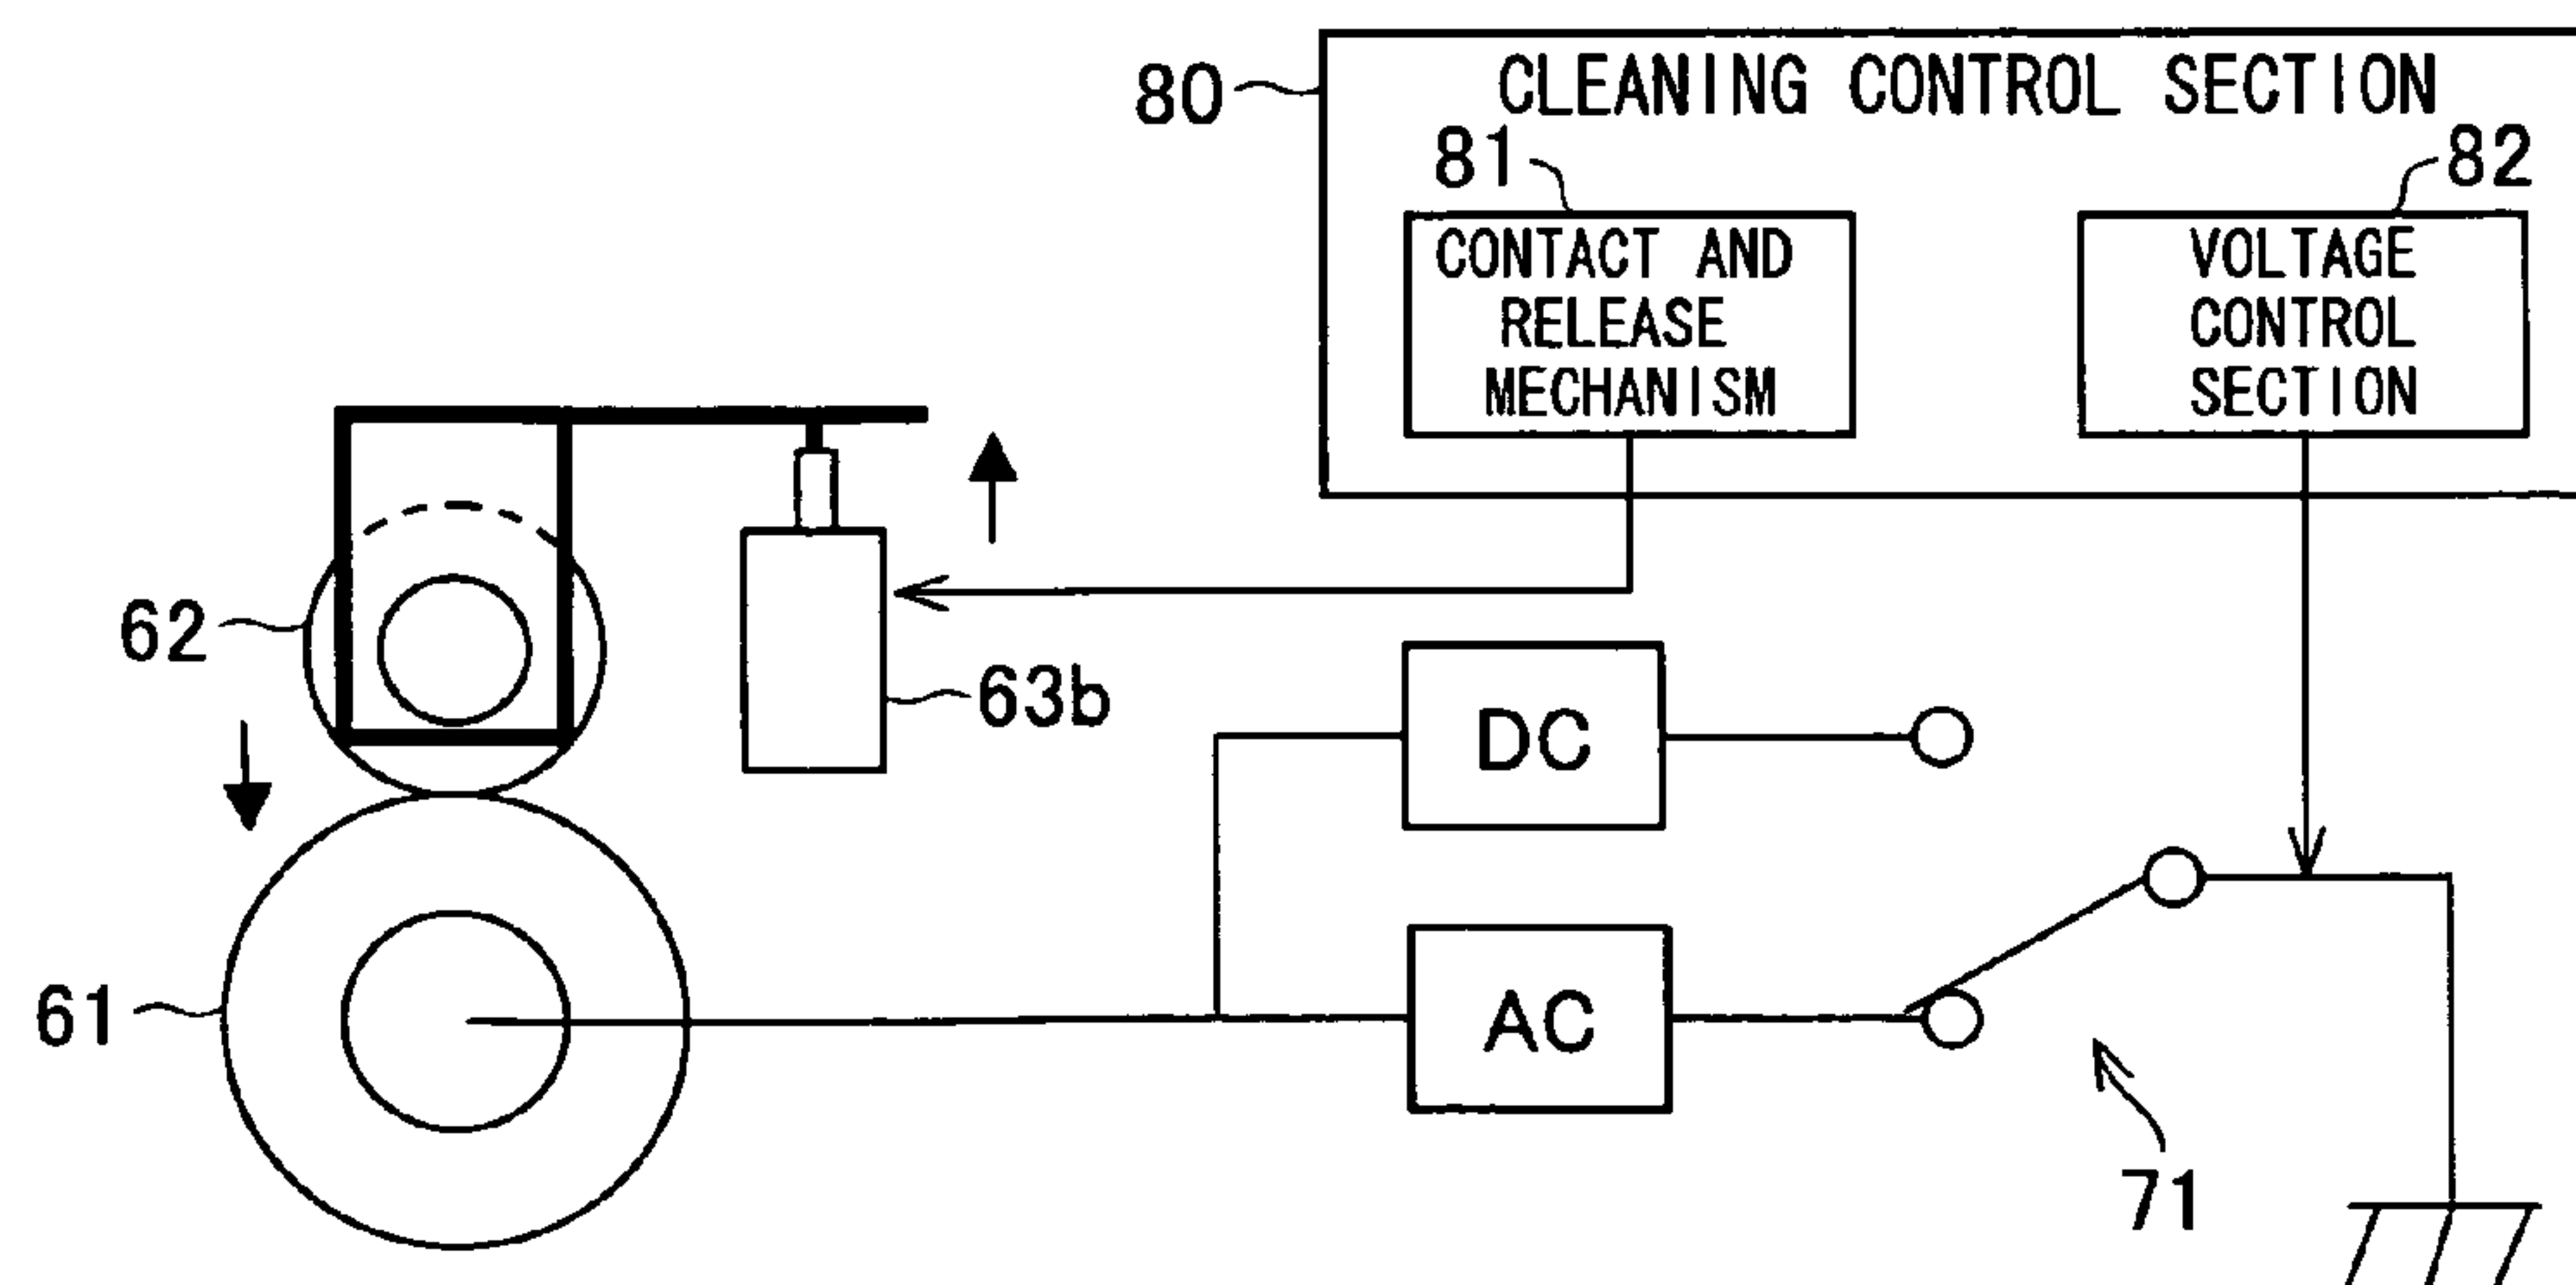 80
CLEANING CONTROL SECTION
81
82
CONTACT AND
RELEASE
MECHANISM
VOLTAGE
CONTROL
SECTION
62
63b
DC
61
AC
71